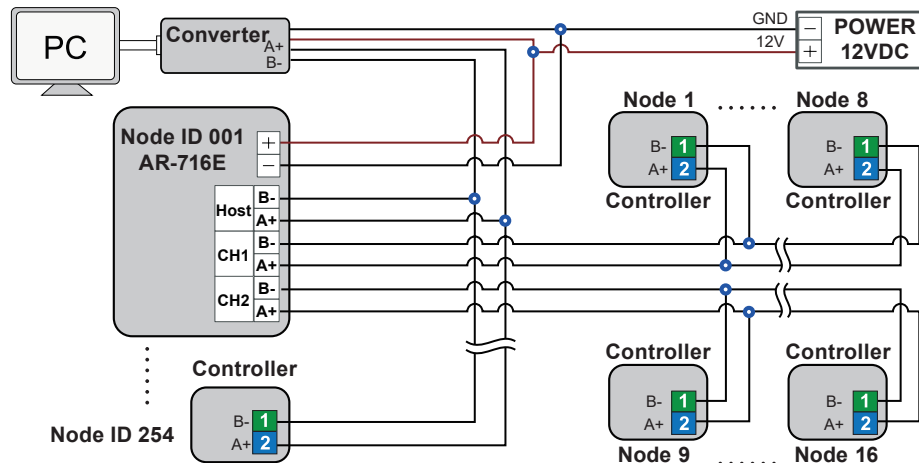 PC
Converter
A+
B-
GND
12V
− POWER
+ 12VDC
Node ID 001
AR-716E
+
−
Host B-
A+
CH1 B-
A+
CH2 B-
A+
Node 1 ...... Node 8
B- 1
A+ 2
Controller
B- 1
A+ 2
Controller
Controller
B- 1
A+ 2
Node 9 ...... Node 16
Controller
B- 1
A+ 2
Controller
B- 1
A+ 2
Node ID 254